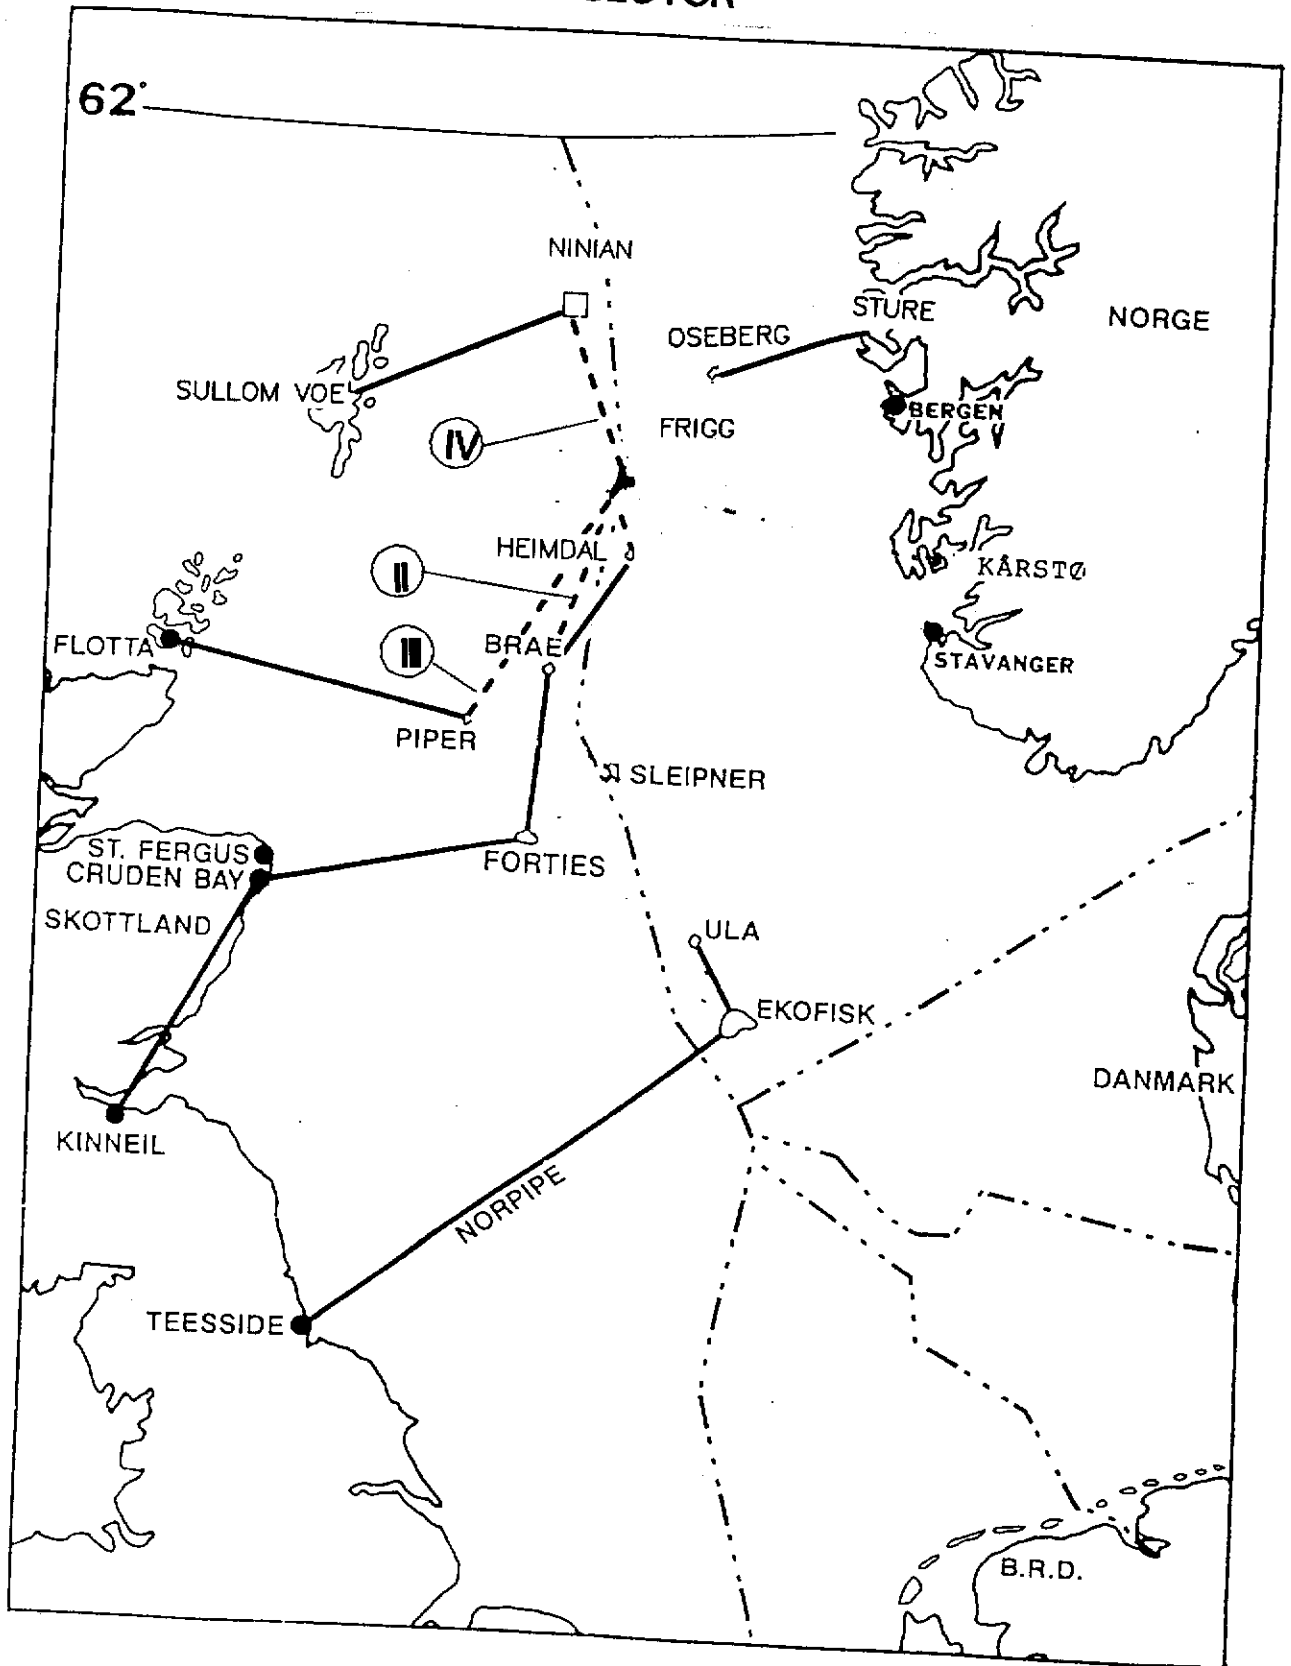 62°
NINIAN
STURE
NORGE
OSEBERG
SULLOM VOE
BERGEN
FRIGG
IV
HEIMDAL
II
KÅRSTØ
FLOTTA
BRAE
III
STAVANGER
PIPER
SLEIPNER
ST. FERGUS
FORTIES
CRUDEN BAY
SKOTTLAND
ULA
EKOFISK
DANMARK
KINNEIL
NORPIPE
TEESSIDE
B.R.D.